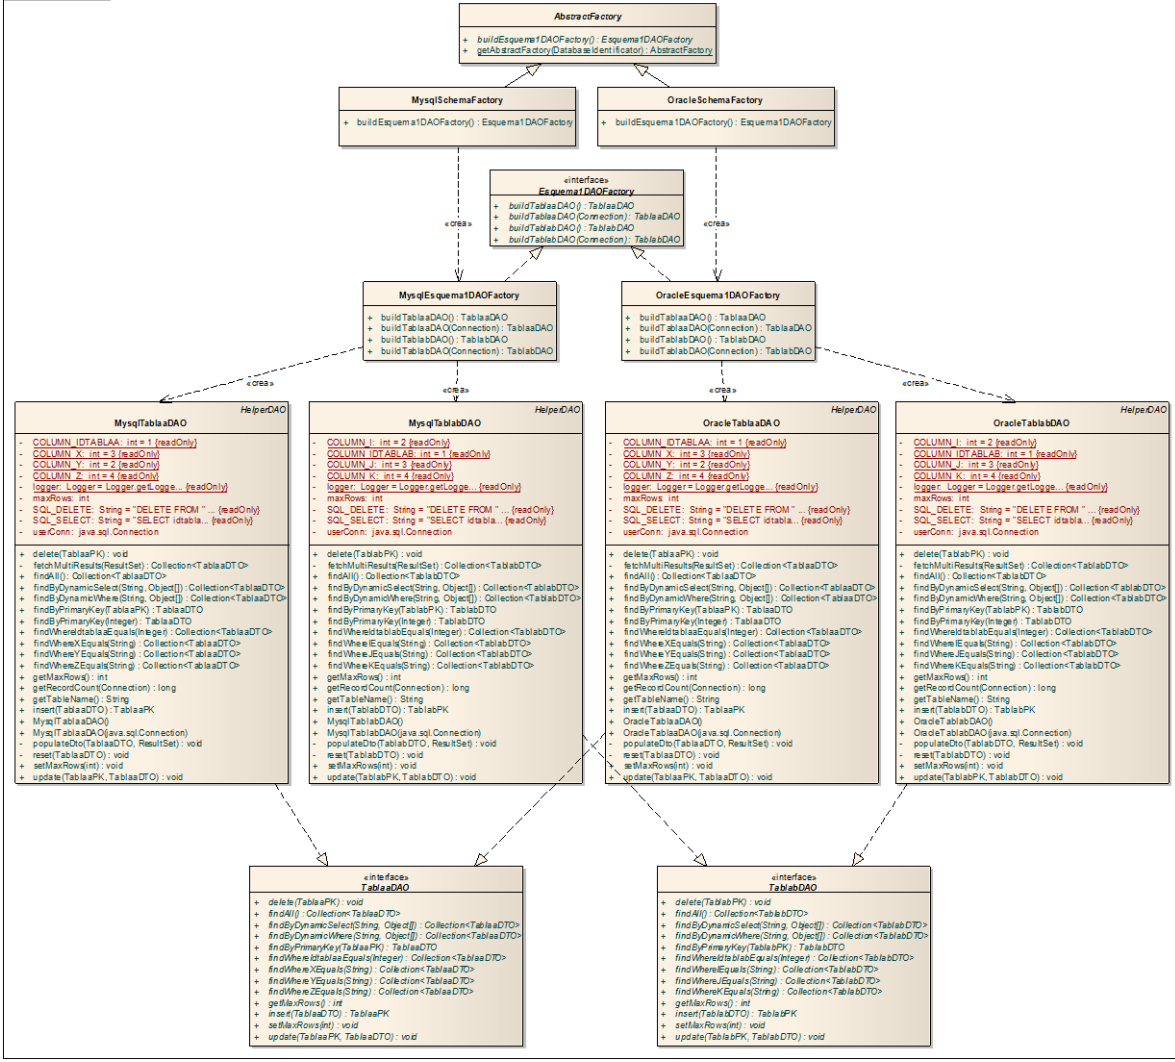 AbstractFactory
+ buildEsquema1DAOFactory() : Esquema1DAOFactory
+ getAbstractFactory(DatabaseIdentificator) : AbstractFactory
MysqlSchemaFactory
+ buildEsquema1DAOFactory() : Esquema1DAOFactory
OracleSchemaFactory
+ buildEsquema1DAOFactory() : Esquema1DAOFactory
«interface»
Esquema1DAOFactory
+ buildTablaaDAO() : TablaaDAO
+ buildTablaaDAO(Connection) : TablaaDAO
+ buildTablabDAO() : TablabDAO
+ buildTablabDAO(Connection) : TablabDAO
«crea»
«crea»
MysqlEsquema1DAOFactory
+ buildTablaaDAO() : TablaaDAO
+ buildTablaaDAO(Connection) : TablaaDAO
+ buildTablabDAO() : TablabDAO
+ buildTablabDAO(Connection) : TablabDAO
OracleEsquema1DAOFactory
+ buildTablaaDAO() : TablaaDAO
+ buildTablaaDAO(Connection) : TablaaDAO
+ buildTablabDAO() : TablabDAO
+ buildTablabDAO(Connection) : TablabDAO
«crea»
«crea»
«crea»
«crea»
HelperDAO
MysqlTablaaDAO
- COLUMN_IDTABLAA: int = 1 {readOnly}
- COLUMN_X: int = 3 {readOnly}
- COLUMN_Y: int = 2 {readOnly}
- COLUMN_Z: int = 4 {readOnly}
- logger: Logger = Logger.getLogge... {readOnly}
- maxRows: int
- SQL_DELETE: String = "DELETE FROM " ... {readOnly}
- SQL_SELECT: String = "SELECT idtabla... {readOnly}
- userConn: java.sql.Connection
+ delete(TablaaPK) : void
- fetchMultiResults(ResultSet) : Collection<TablaaDTO>
+ findAll() : Collection<TablaaDTO>
+ findByDynamicSelect(String, Object[]) : Collection<TablaaDTO>
+ findByDynamicWhere(String, Object[]) : Collection<TablaaDTO>
+ findByPrimaryKey(TablaaPK) : TablaaDTO
+ findByPrimaryKey(Integer) : TablaaDTO
+ findWhereIdtablaaEquals(Integer) : Collection<TablaaDTO>
+ findWhereXEquals(String) : Collection<TablaaDTO>
+ findWhereYEquals(String) : Collection<TablaaDTO>
+ findWhereZEquals(String) : Collection<TablaaDTO>
+ getMaxRows() : int
+ getRecordCount(Connection) : long
+ getTableName() : String
+ insert(TablaaDTO) : TablaaPK
+ MysqlTablaaDAO()
+ MysqlTablaaDAO(java.sql.Connection)
- populateDto(TablaaDTO, ResultSet) : void
- reset(TablaaDTO) : void
+ setMaxRows(int) : void
+ update(TablaaPK, TablaaDTO) : void
HelperDAO
MysqlTablabDAO
- COLUMN_I: int = 2 {readOnly}
- COLUMN_IDTABLAB: int = 1 {readOnly}
- COLUMN_J: int = 3 {readOnly}
- COLUMN_K: int = 4 {readOnly}
- logger: Logger = Logger.getLogge... {readOnly}
- maxRows: int
- SQL_DELETE: String = "DELETE FROM " ... {readOnly}
- SQL_SELECT: String = "SELECT idtabla... {readOnly}
- userConn: java.sql.Connection
+ delete(TablabPK) : void
- fetchMultiResults(ResultSet) : Collection<TablabDTO>
+ findAll() : Collection<TablabDTO>
+ findByDynamicSelect(String, Object[]) : Collection<TablabDTO>
+ findByDynamicWhere(String, Object[]) : Collection<TablabDTO>
+ findByPrimaryKey(TablabPK) : TablabDTO
+ findByPrimaryKey(Integer) : TablabDTO
+ findWhereIdtablabEquals(Integer) : Collection<TablabDTO>
+ findWhereIEquals(String) : Collection<TablabDTO>
+ findWhereJEquals(String) : Collection<TablabDTO>
+ findWhereKEquals(String) : Collection<TablabDTO>
+ getMaxRows() : int
+ getRecordCount(Connection) : long
+ getTableName() : String
+ insert(TablabDTO) : TablabPK
+ MysqlTablabDAO()
+ MysqlTablabDAO(java.sql.Connection)
- populateDto(TablabDTO, ResultSet) : void
- reset(TablabDTO) : void
+ setMaxRows(int) : void
+ update(TablabPK, TablabDTO) : void
HelperDAO
OracleTablaaDAO
- COLUMN_IDTABLAA: int = 1 {readOnly}
- COLUMN_X: int = 3 {readOnly}
- COLUMN_Y: int = 2 {readOnly}
- COLUMN_Z: int = 4 {readOnly}
- logger: Logger = Logger.getLogge... {readOnly}
- maxRows: int
- SQL_DELETE: String = "DELETE FROM " ... {readOnly}
- SQL_SELECT: String = "SELECT idtabla... {readOnly}
- userConn: java.sql.Connection
+ delete(TablaaPK) : void
- fetchMultiResults(ResultSet) : Collection<TablaaDTO>
+ findAll() : Collection<TablaaDTO>
+ findByDynamicSelect(String, Object[]) : Collection<TablaaDTO>
+ findByDynamicWhere(String, Object[]) : Collection<TablaaDTO>
+ findByPrimaryKey(TablaaPK) : TablaaDTO
+ findByPrimaryKey(Integer) : TablaaDTO
+ findWhereIdtablaaEquals(Integer) : Collection<TablaaDTO>
+ findWhereXEquals(String) : Collection<TablaaDTO>
+ findWhereYEquals(String) : Collection<TablaaDTO>
+ findWhereZEquals(String) : Collection<TablaaDTO>
+ getMaxRows() : int
+ getRecordCount(Connection) : long
+ getTableName() : String
+ insert(TablaaDTO) : TablaaPK
+ OracleTablaaDAO()
+ OracleTablaaDAO(java.sql.Connection)
- populateDto(TablaaDTO, ResultSet) : void
- reset(TablaaDTO) : void
+ setMaxRows(int) : void
+ update(TablaaPK, TablaaDTO) : void
HelperDAO
OracleTablabDAO
- COLUMN_I: int = 2 {readOnly}
- COLUMN_IDTABLAB: int = 1 {readOnly}
- COLUMN_J: int = 3 {readOnly}
- COLUMN_K: int = 4 {readOnly}
- logger: Logger = Logger.getLogge... {readOnly}
- maxRows: int
- SQL_DELETE: String = "DELETE FROM " ... {readOnly}
- SQL_SELECT: String = "SELECT idtabla... {readOnly}
- userConn: java.sql.Connection
+ delete(TablabPK) : void
- fetchMultiResults(ResultSet) : Collection<TablabDTO>
+ findAll() : Collection<TablabDTO>
+ findByDynamicSelect(String, Object[]) : Collection<TablabDTO>
+ findByDynamicWhere(String, Object[]) : Collection<TablabDTO>
+ findByPrimaryKey(TablabPK) : TablabDTO
+ findByPrimaryKey(Integer) : TablabDTO
+ findWhereIdtablabEquals(Integer) : Collection<TablabDTO>
+ findWhereIEquals(String) : Collection<TablabDTO>
+ findWhereJEquals(String) : Collection<TablabDTO>
+ findWhereKEquals(String) : Collection<TablabDTO>
+ getMaxRows() : int
+ getRecordCount(Connection) : long
+ getTableName() : String
+ insert(TablabDTO) : TablabPK
+ OracleTablabDAO()
+ OracleTablabDAO(java.sql.Connection)
- populateDto(TablabDTO, ResultSet) : void
- reset(TablabDTO) : void
+ setMaxRows(int) : void
+ update(TablabPK, TablabDTO) : void
«interface»
TablaaDAO
+ delete(TablaaPK) : void
+ findAll() : Collection<TablaaDTO>
+ findByDynamicSelect(String, Object[]) : Collection<TablaaDTO>
+ findByDynamicWhere(String, Object[]) : Collection<TablaaDTO>
+ findByPrimaryKey(TablaaPK) : TablaaDTO
+ findWhereIdtablaaEquals(Integer) : Collection<TablaaDTO>
+ findWhereXEquals(String) : Collection<TablaaDTO>
+ findWhereYEquals(String) : Collection<TablaaDTO>
+ findWhereZEquals(String) : Collection<TablaaDTO>
+ getMaxRows() : int
+ insert(TablaaDTO) : TablaaPK
+ setMaxRows(int) : void
+ update(TablaaPK, TablaaDTO) : void
«interface»
TablabDAO
+ delete(TablabPK) : void
+ findAll() : Collection<TablabDTO>
+ findByDynamicSelect(String, Object[]) : Collection<TablabDTO>
+ findByDynamicWhere(String, Object[]) : Collection<TablabDTO>
+ findByPrimaryKey(TablabPK) : TablabDTO
+ findWhereIdtablabEquals(Integer) : Collection<TablabDTO>
+ findWhereIEquals(String) : Collection<TablabDTO>
+ findWhereJEquals(String) : Collection<TablabDTO>
+ findWhereKEquals(String) : Collection<TablabDTO>
+ getMaxRows() : int
+ insert(TablabDTO) : TablabPK
+ setMaxRows(int) : void
+ update(TablabPK, TablabDTO) : void